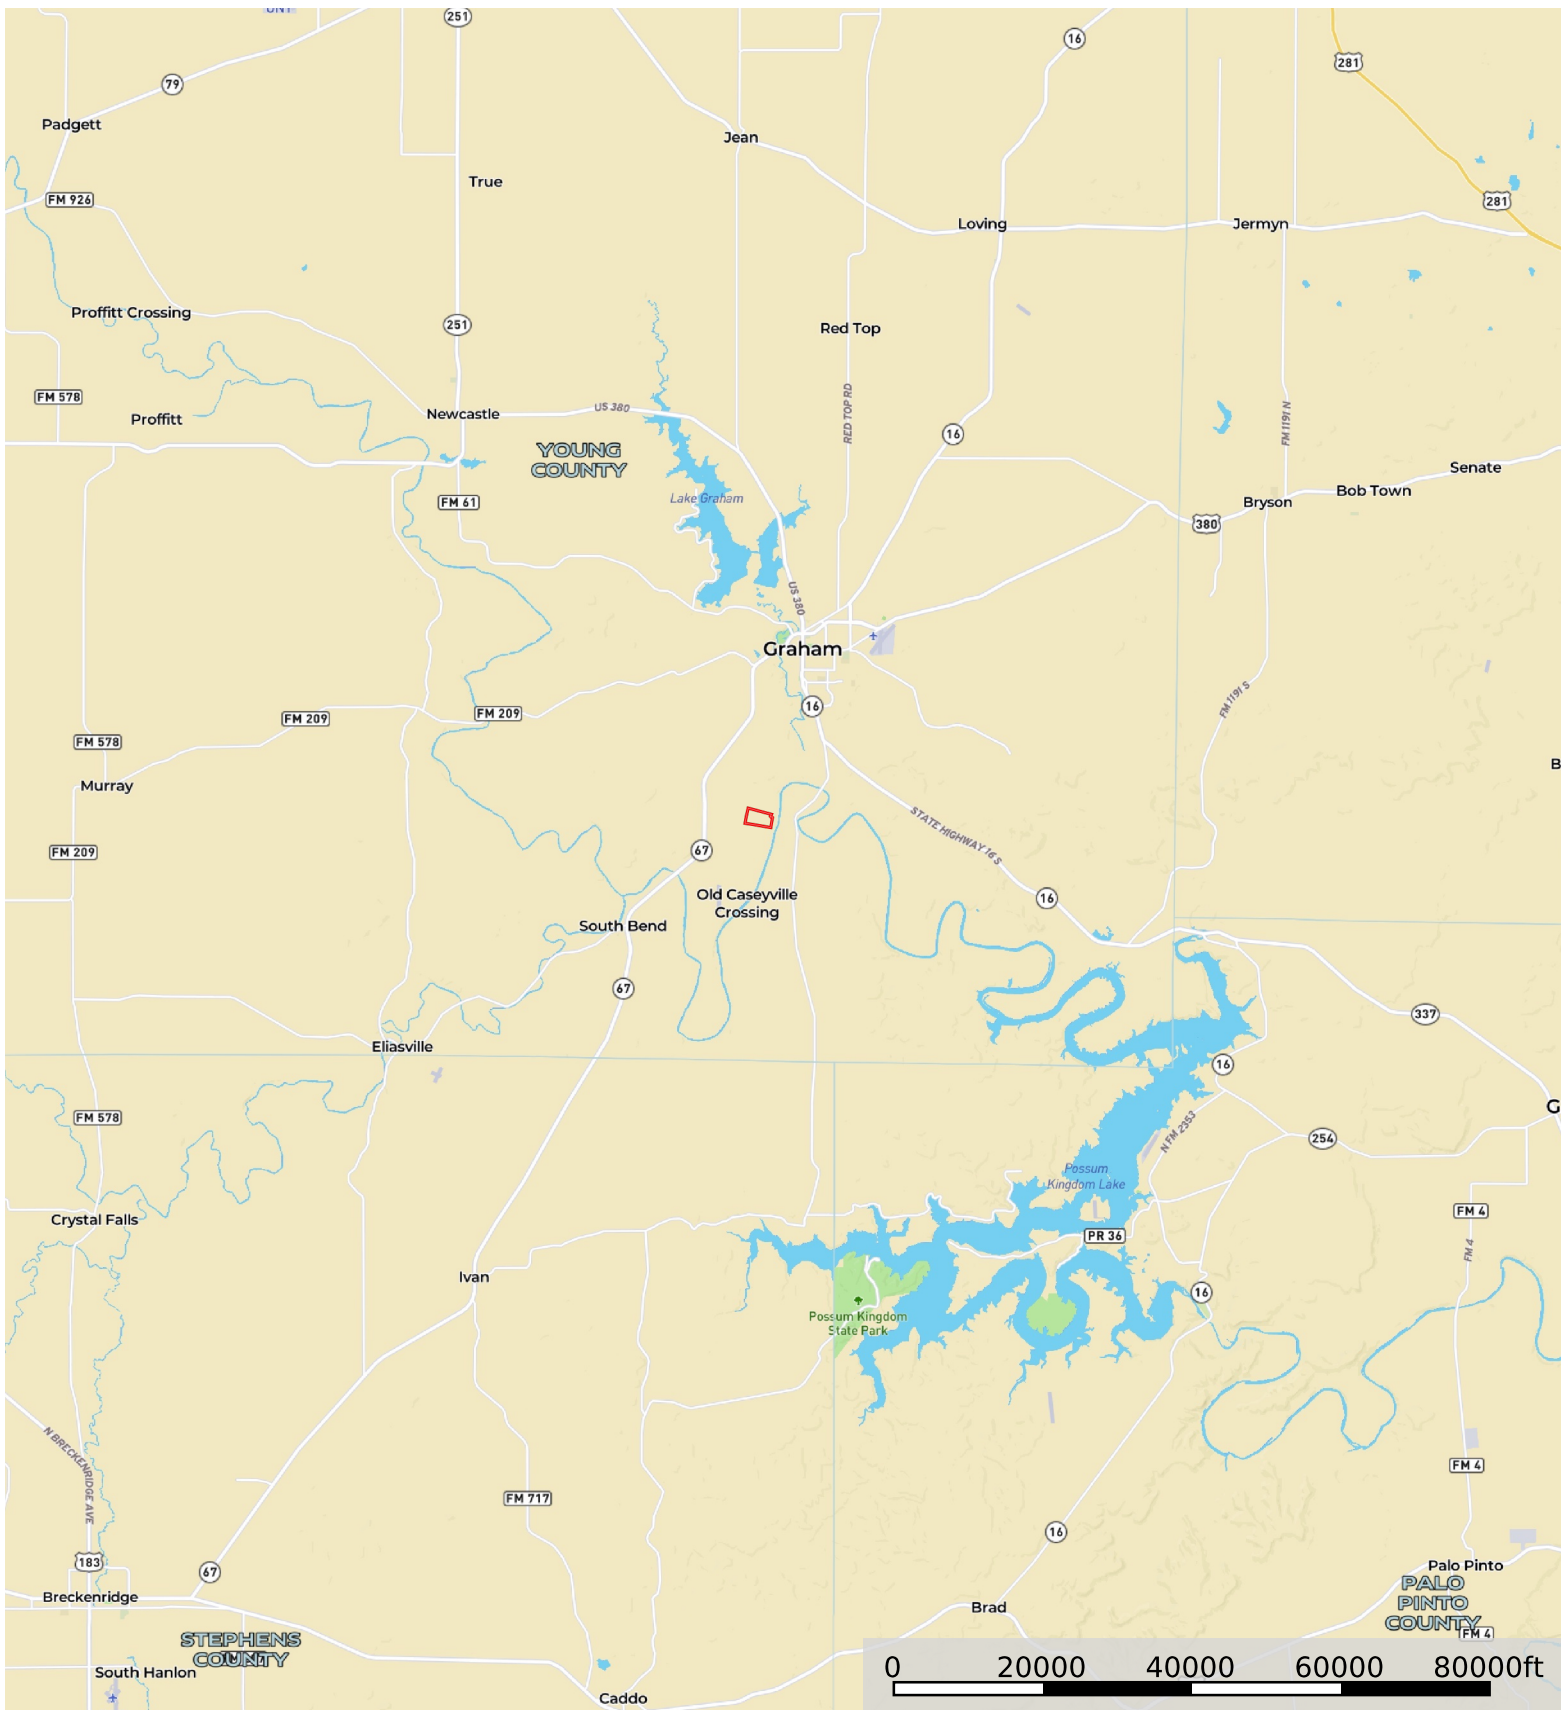 251
16
281
79
Padgett
Jean
True
FM 926
281
Loving
Jermyn
Proffitt Crossing
251
Red Top
FM 578
RED TOP RD
Newcastle
US 380
FM 1191 N
Proffitt
16
YOUNG
COUNTY
Senate
Lake Graham
Bob Town
FM 61
Bryson
380
US 380
Graham
FM 1191 S
16
FM 209
FM 209
FM 578
B
Murray
STATE HIGHWAY 16 S
67
FM 209
Old Caseyville
Crossing
16
South Bend
67
337
Eliasville
16
G
FM 578
N FM 2353
254
Possum
Kingdom Lake
Crystal Falls
FM 4
PR 36
FM 4
Ivan
16
Possum Kingdom
State Park
N BRECKENRIDGE AVE
FM 4
FM 717
16
183
67
Palo Pinto
Breckenridge
PALO
PINTO
COUNTY
Brad
FM 4
STEPHENS
COUNTY
South Hanlon
Caddo
0 20000 40000 60000 80000ft